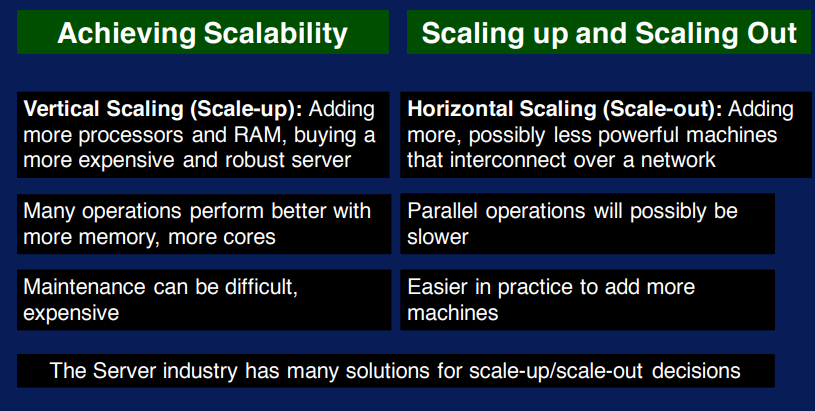 Achieving Scalability
Scaling up and Scaling Out
Vertical Scaling (Scale-up): Adding
more processors and RAM, buying a
more expensive and robust server
Horizontal Scaling (Scale-out): Adding
more, possibly less powerful machines
that interconnect over a network
Many operations perform better with
more memory, more cores
Parallel operations will possibly be
slower
Maintenance can be difficult,
expensive
Easier in practice to add more
machines
The Server industry has many solutions for scale-up/scale-out decisions